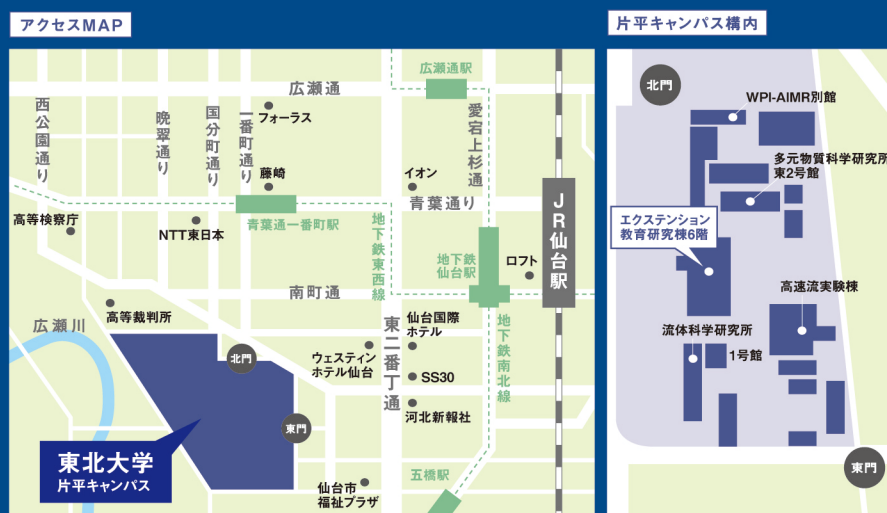 アクセスMAP
広瀬通駅
広瀬通
フォーラス
西公園通り
晩翠通り
国分町通り
一番町通り
愛宕上杉通
藤崎
イオン
青葉通り
青葉通一番町駅
高等検察庁
NTT東日本
地下鉄東西線
地下鉄
仙台駅
ロフト
JR仙台駅
南町通
高等裁判所
広瀬川
東二番丁通
仙台国際
ホテル
地下鉄南北線
北門
ウェスティン
ホテル仙台
SS30
河北新報社
東門
東北大学
片平キャンパス
仙台市
福祉プラザ
五橋駅
片平キャンパス構内
北門
WPI-AIMR別館
多元物質科学研究所
東2号館
エクステンション
教育研究棟6階
高速流実験棟
流体科学研究所
1号館
東門